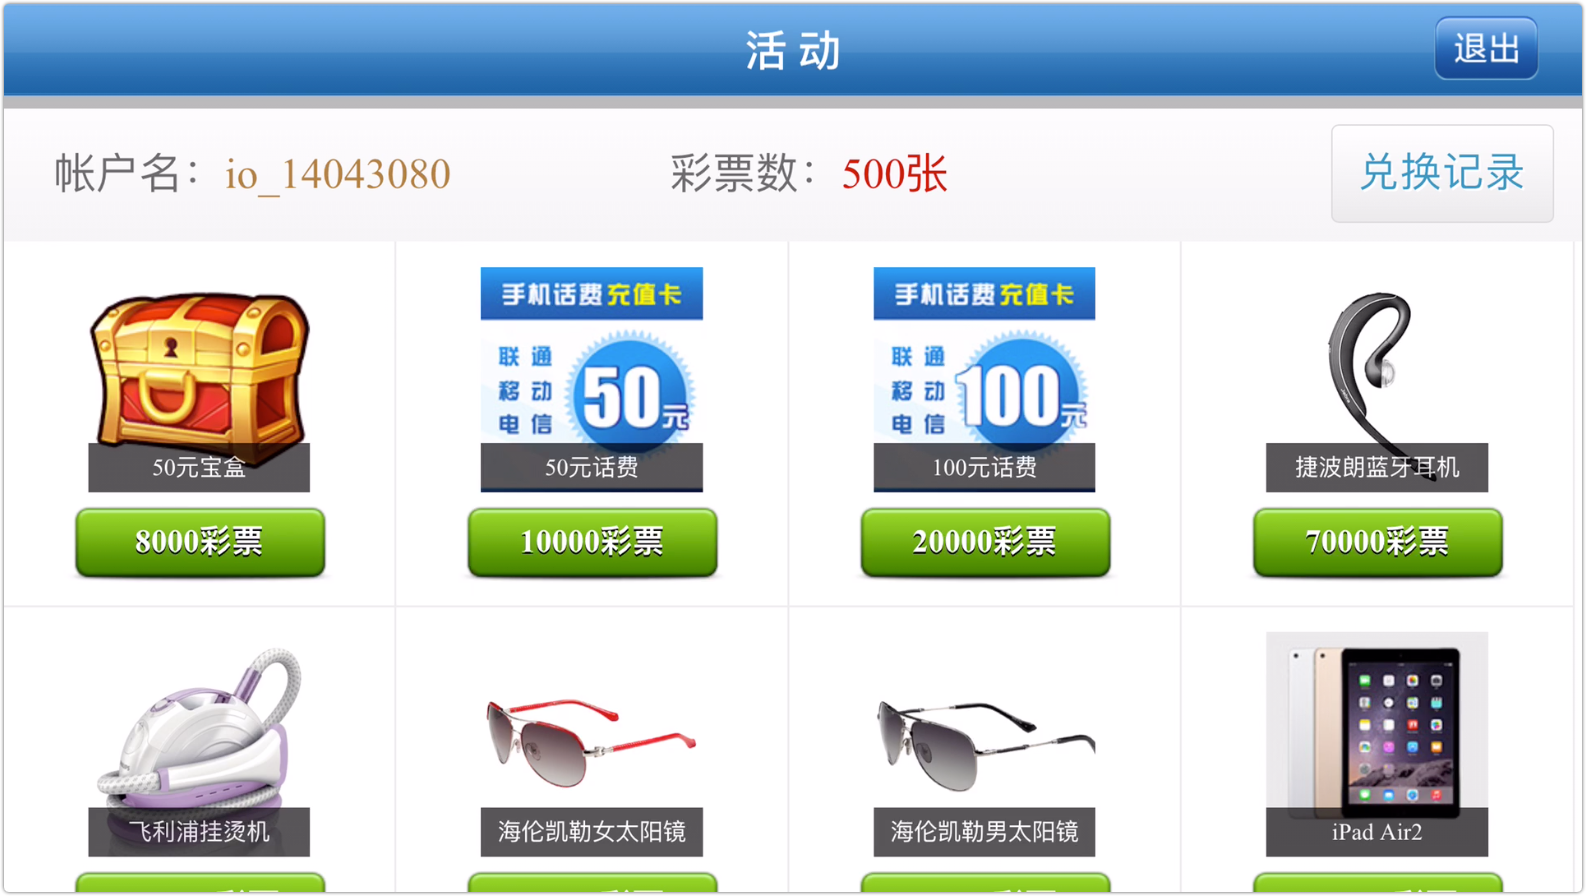 活动
退出
帐户名：io_14043080
彩票数：500张
兑换记录
手机话费充值卡
联通
移动
电信
50元
50元宝盒
50元话费
手机话费充值卡
联通
移动
电信
100元
100元话费
捷波朗蓝牙耳机
8000彩票
10000彩票
20000彩票
70000彩票
飞利浦挂烫机
海伦凯勒女太阳镜
海伦凯勒男太阳镜
iPad Air2